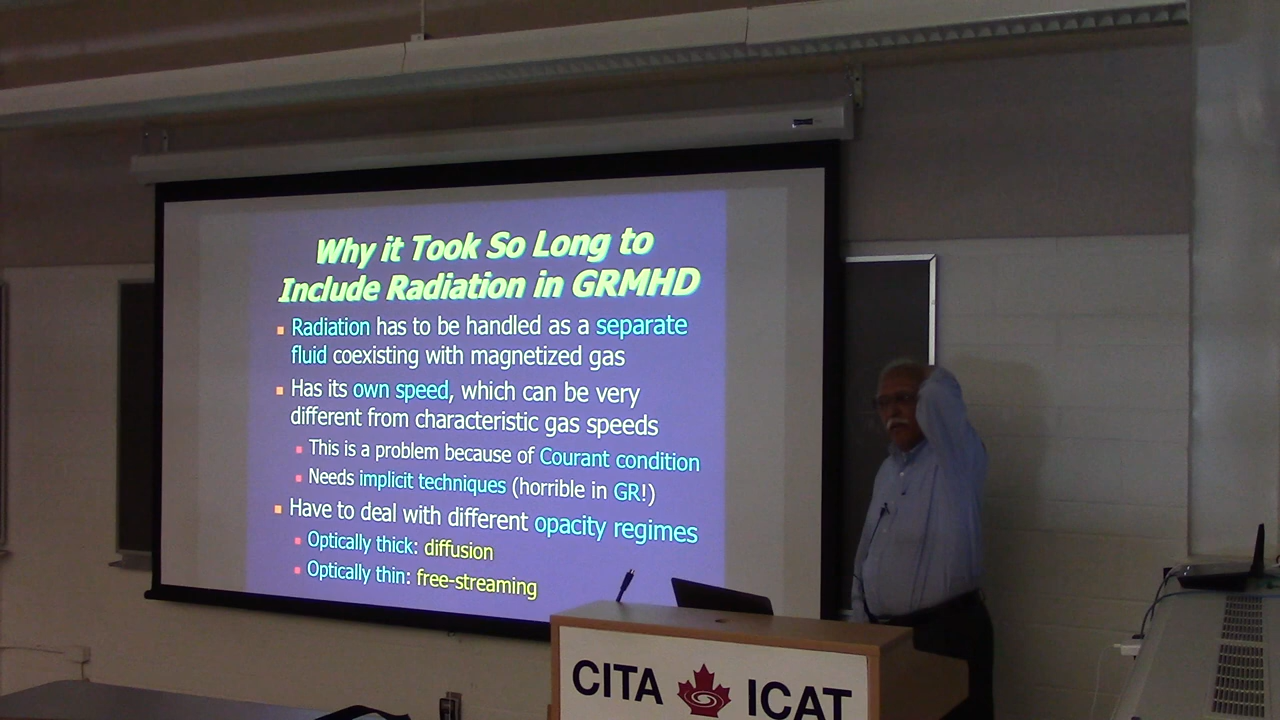 Why it Took So Long to
Include Radiation in GRMHD
Radiation has to be handled as a separate
fluid coexisting with magnetized gas
Has its own speed, which can be very
different from characteristic gas speeds
This is a problem because of Courant condition
Needs implicit techniques (horrible in GR!)
Have to deal with different opacity regimes
Optically thick: diffusion
Optically thin: free-streaming
CITA ICAT